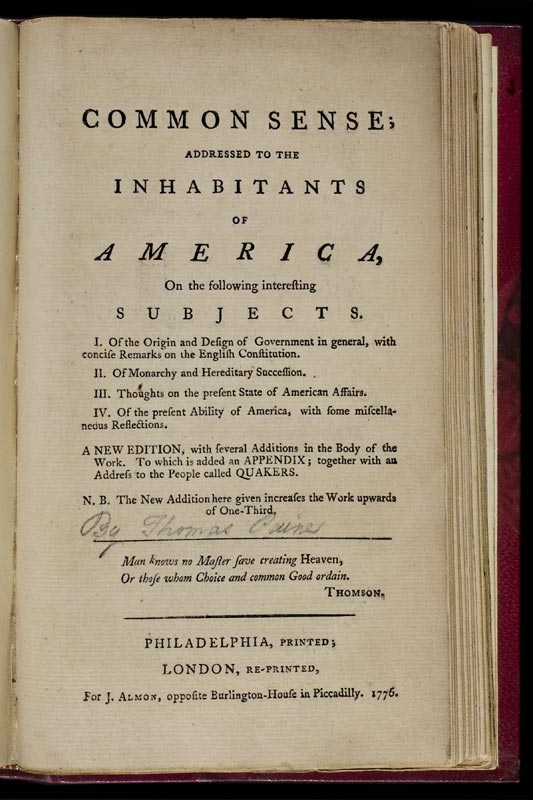 COMMON SENSE;
ADDRESSED TO THE
INHABITANTS
OF
AMERICA,
On the following intereſting
SUBJECTS.
I. Of the Origin and Deſign of Government in general, with
conciſe Remarks on the Engliſh Conſtitution.
II. Of Monarchy and Hereditary Succeſſion.
III. Thoughts on the preſent State of American Affairs.
IV. Of the preſent Ability of America, with ſome miſcella-
neous Reflections.
A NEW EDITION, with ſeveral Additions in the Body of the
Work. To which is added an APPENDIX; together with an
Addreſs to the People called QUAKERS.
N. B. The New Addition here given increaſes the Work upwards
of One-Third.
By Thomas Paine
Man knows no Maſter ſave creating Heaven,
Or thoſe whom Choice and common Good ordain.
THOMSON.
PHILADELPHIA, PRINTED;
LONDON, RE-PRINTED,
For J. ALMON, oppoſite Burlington-Houſe in Piccadilly. 1776.